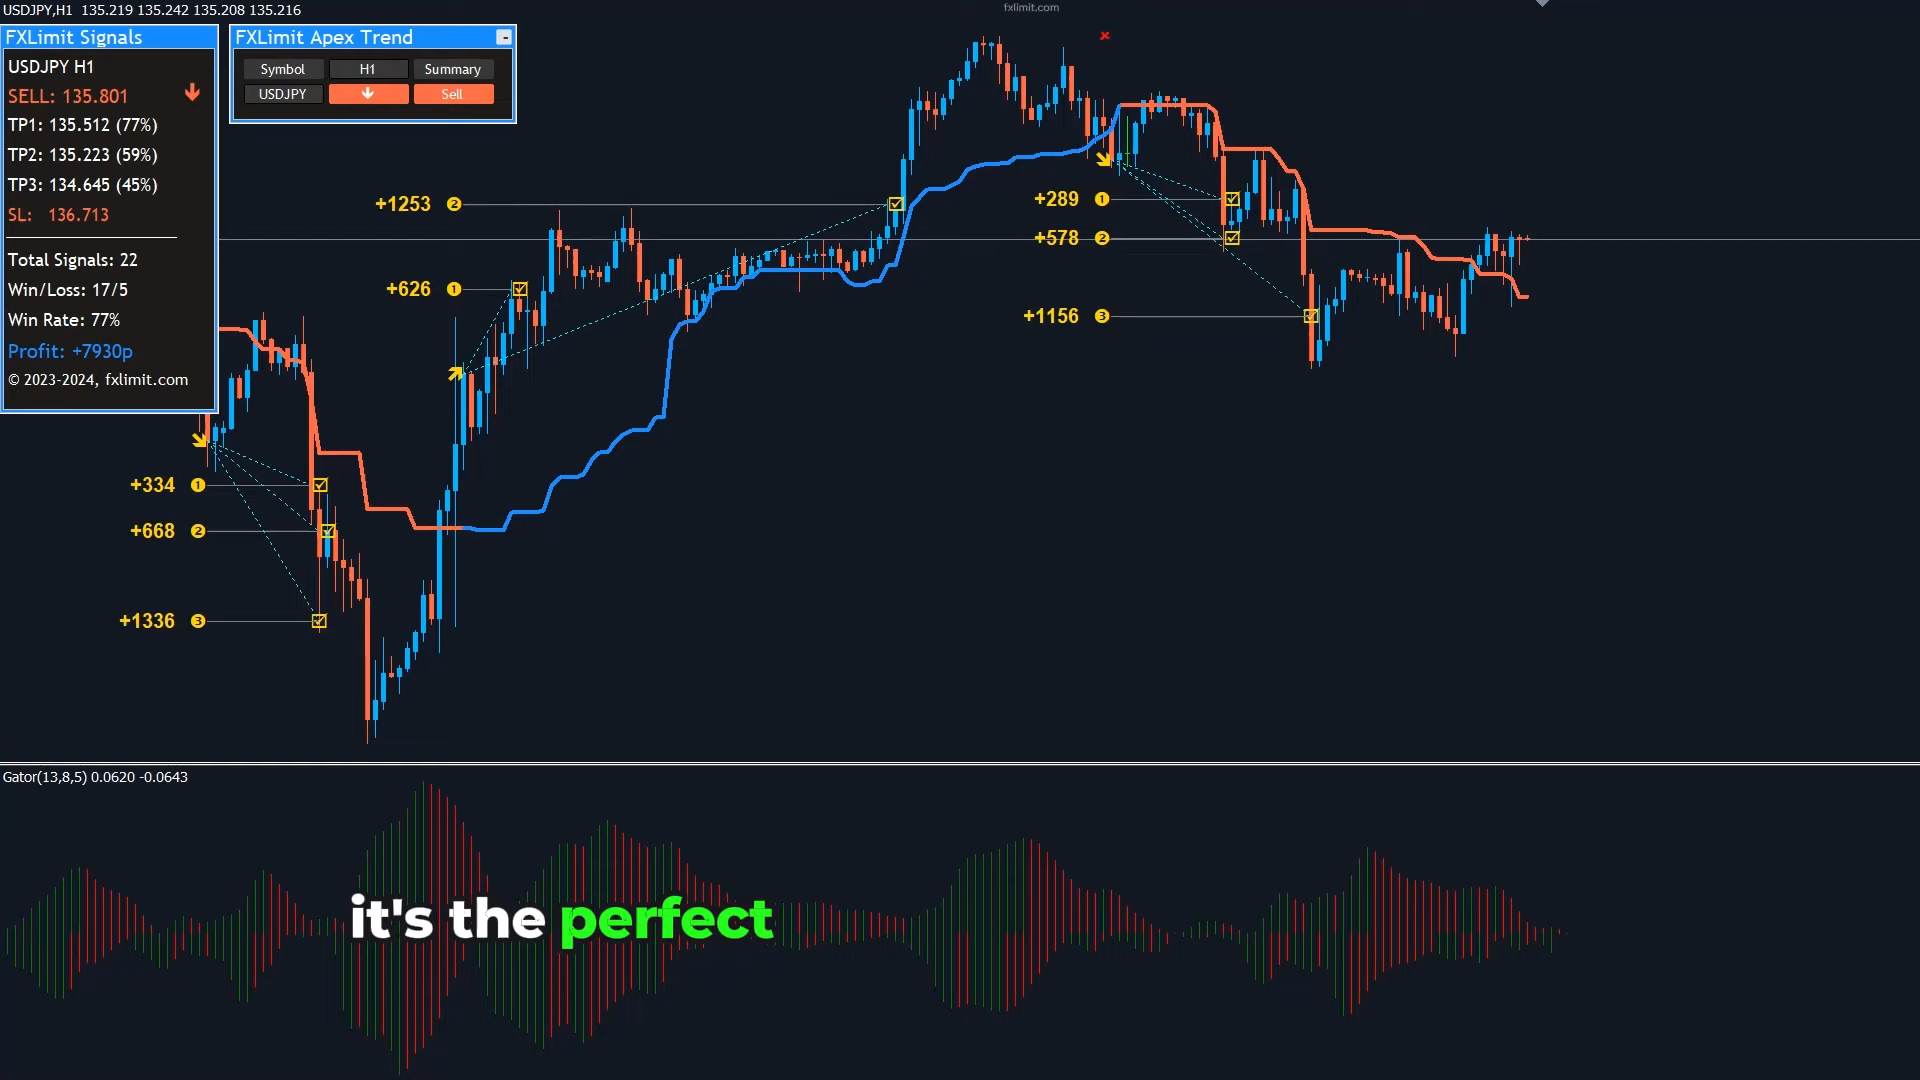 USDJPY,H1 135.219 135.242 135.208 135.216
fxlimit.com
FXLimit Signals
USDJPY H1
SELL: 135.801
TP1: 135.512 (77%)
TP2: 135.223 (59%)
TP3: 134.645 (45%)
SL: 136.713
Total Signals: 22
Win/Loss: 17/5
Win Rate: 77%
Profit: +7930p
© 2023-2024, fxlimit.com
FXLimit Apex Trend
-
Symbol H1 Summary
USDJPY Sell
+1253 2
+626 1
+289 1
+578 2
+1156 3
+334 1
+668 2
+1336 3
Gator(13,8,5) 0.0620 -0.0643
it's the perfect